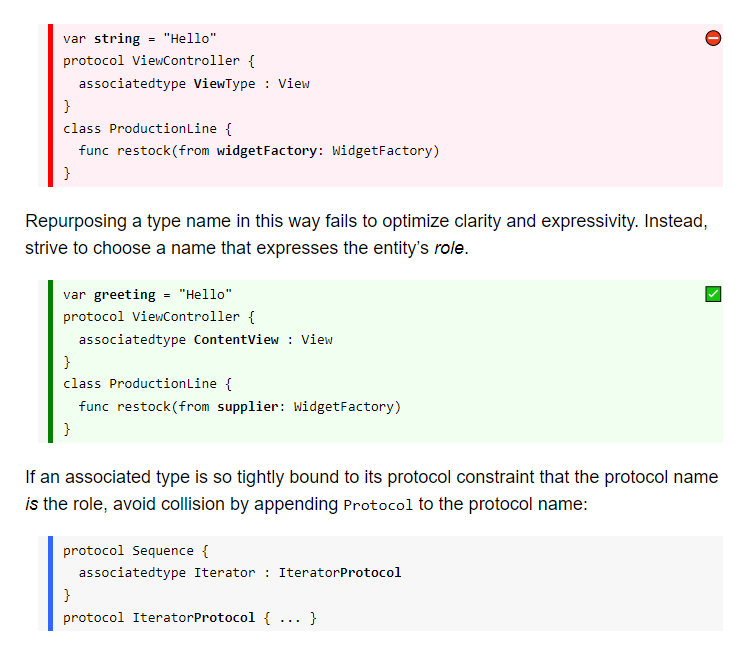 var string = "Hello"
protocol ViewController {
  associatedtype ViewType : View
}
class ProductionLine {
  func restock(from widgetFactory: WidgetFactory)
}
Repurposing a type name in this way fails to optimize clarity and expressivity. Instead,
strive to choose a name that expresses the entity’s role.
var greeting = "Hello"
protocol ViewController {
  associatedtype ContentView : View
}
class ProductionLine {
  func restock(from supplier: WidgetFactory)
}
If an associated type is so tightly bound to its protocol constraint that the protocol name
is the role, avoid collision by appending Protocol to the protocol name:
protocol Sequence {
  associatedtype Iterator : IteratorProtocol
}
protocol IteratorProtocol { ... }